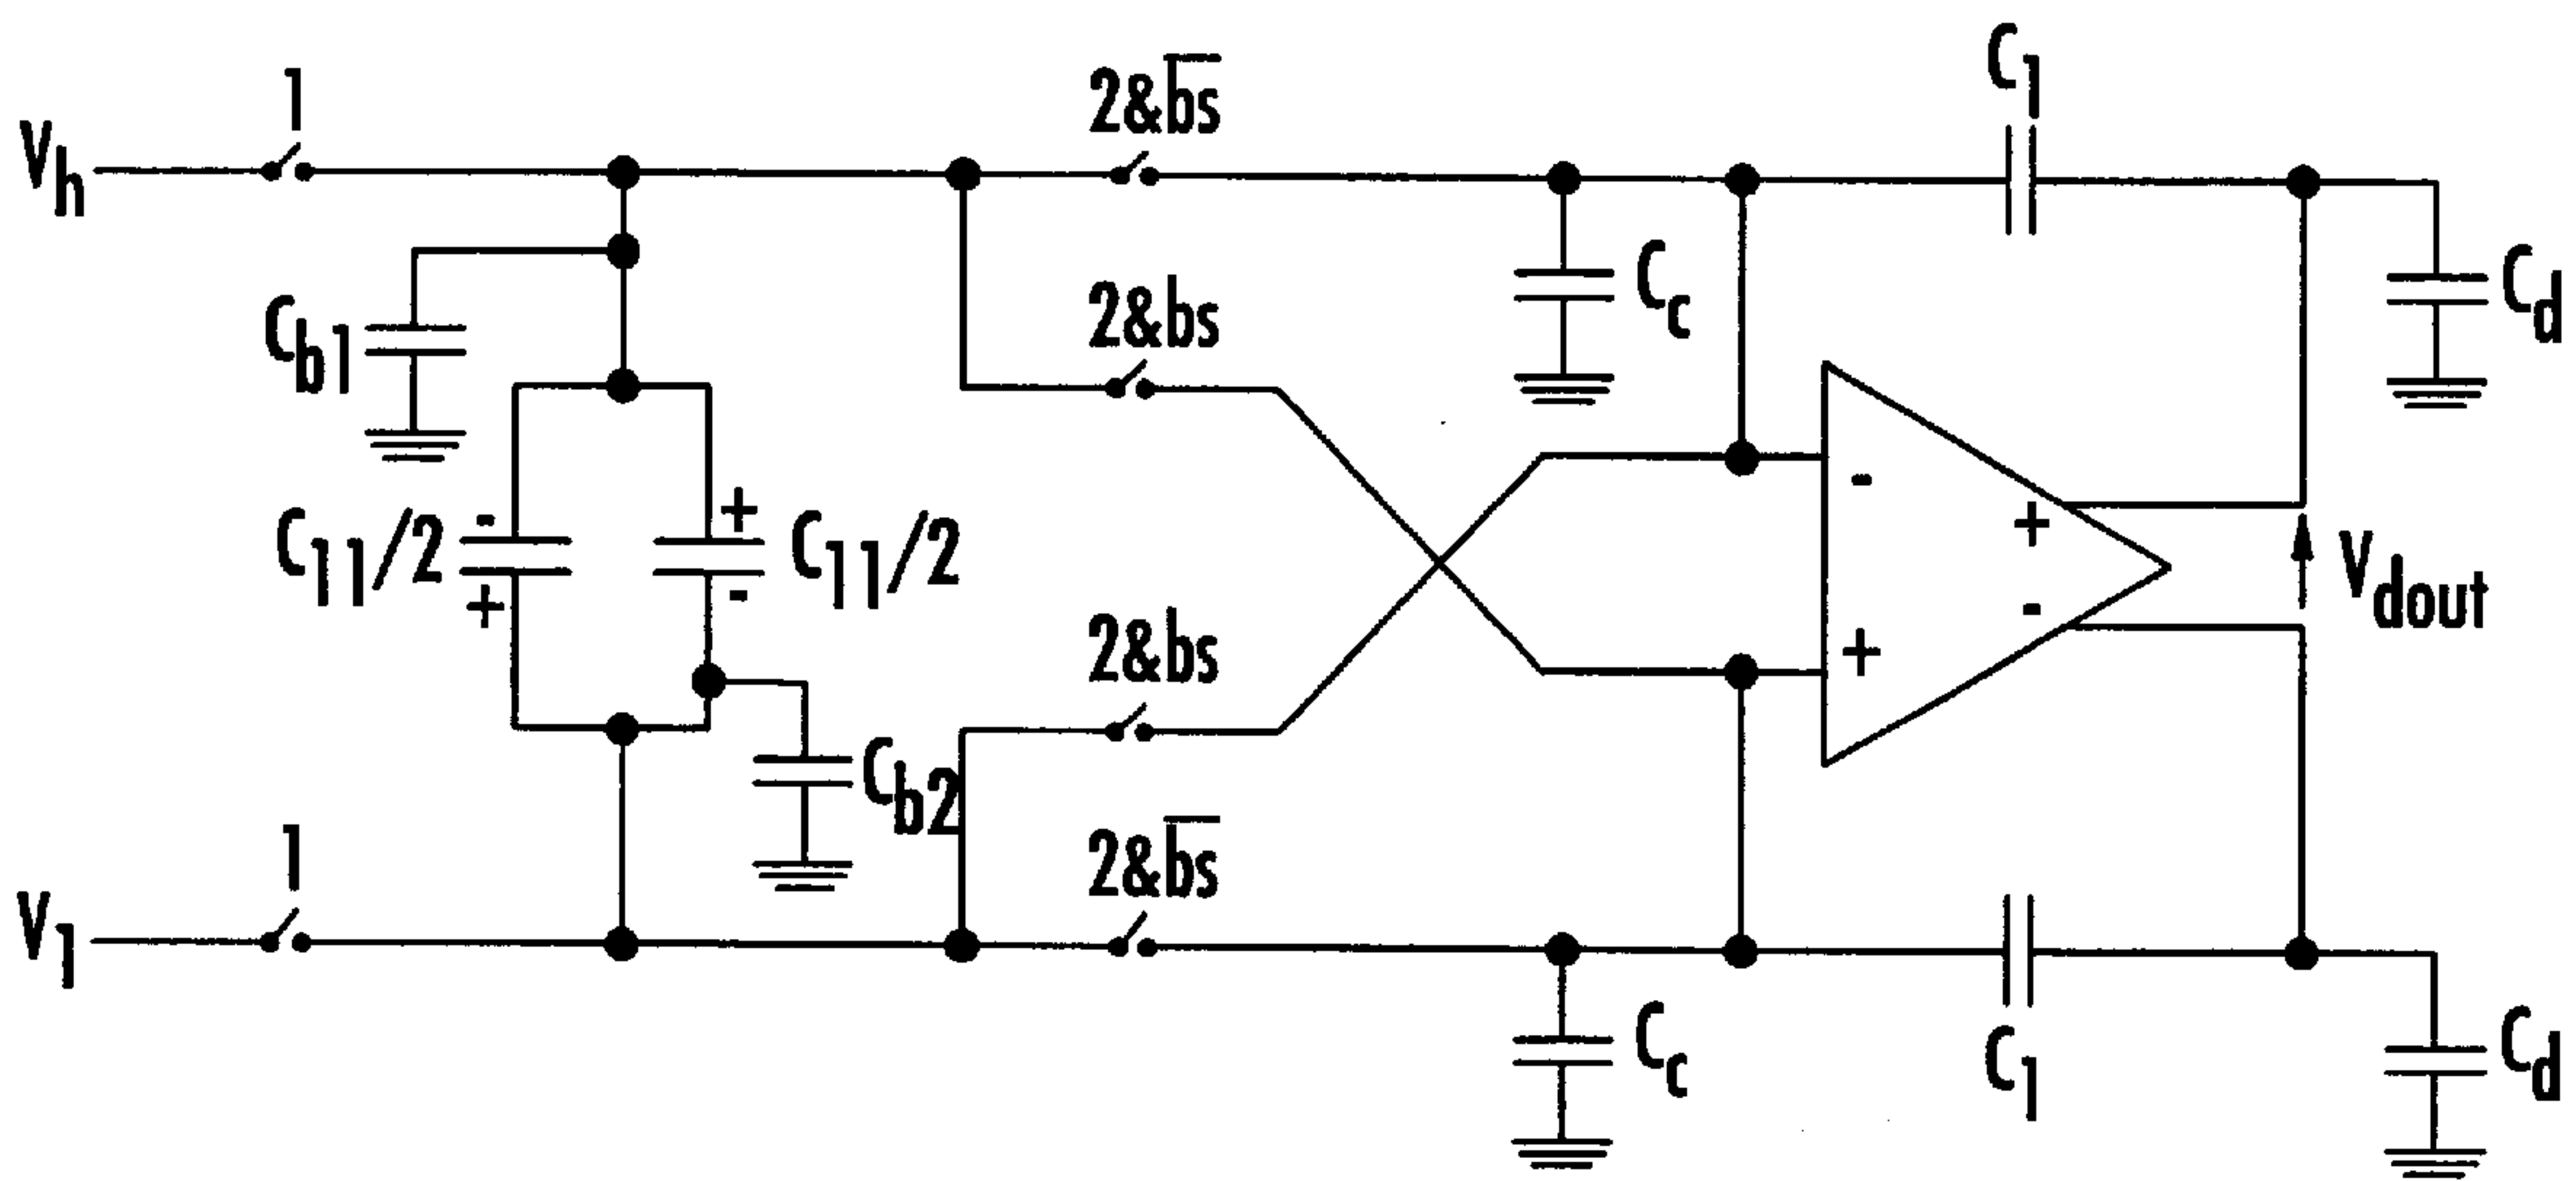 V_h
1
2&b̅s̅
C_1
C_b1
2&bs
C_c
C_d
-
+
C_11/2
C_11/2
+
-
-
+
+
-
V_dout
2&bs
C_b2
2&b̅s̅
V_1
1
C_c
C_1
C_d